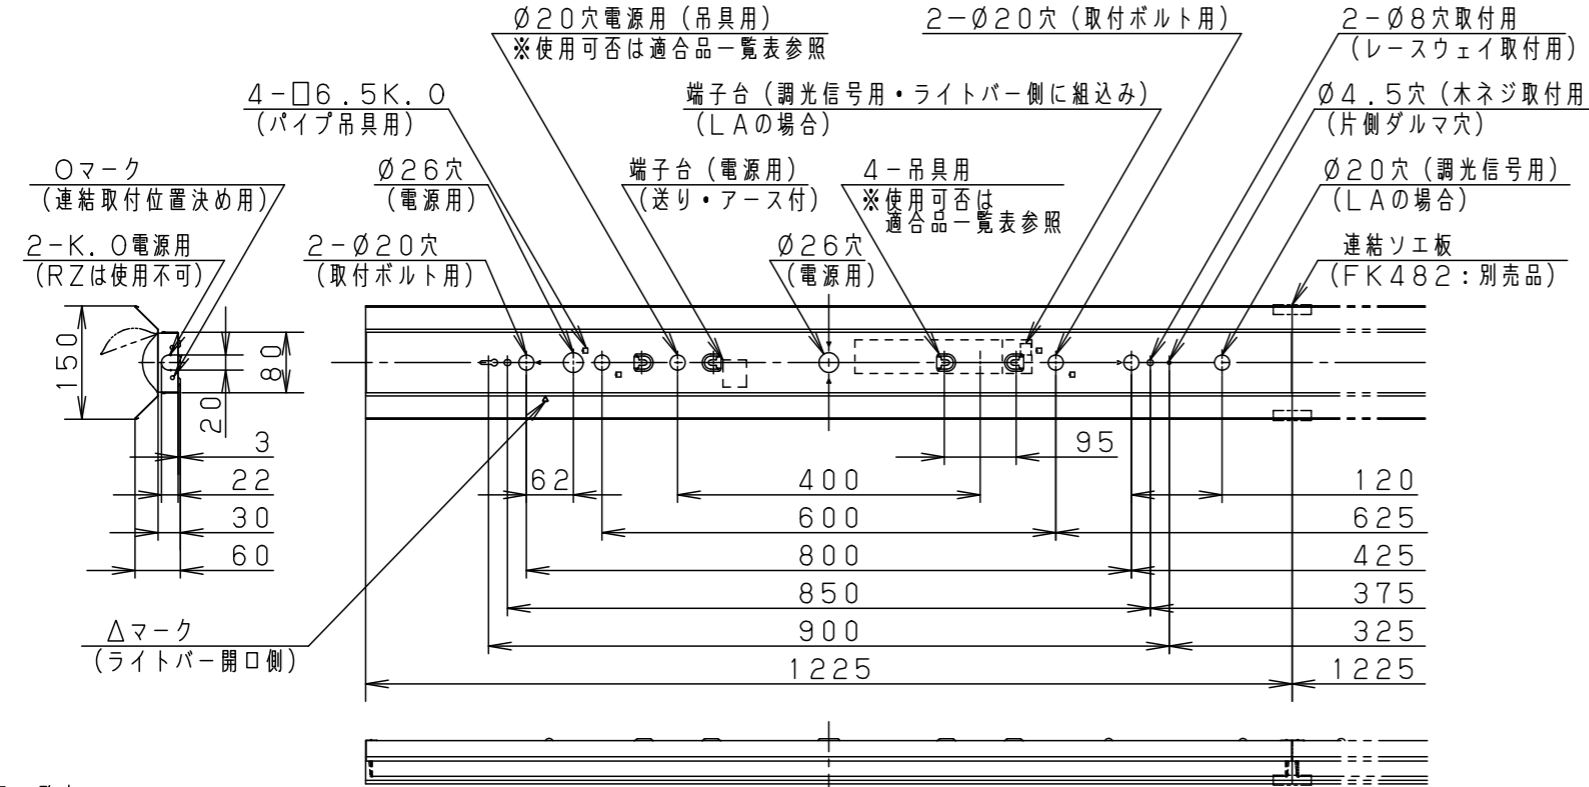 Ø20穴電源用(吊具用)
※使用可否は適合品一覧表参照
2-Ø20穴(取付ボルト用)
2-Ø8穴取付用
(レースウェイ取付用)
4-□6.5K.O
(パイプ吊具用)
端子台(調光信号用・ライトバー側に組込み)
(LAの場合)
Ø4.5穴(木ネジ取付用
(片側ダルマ穴)
Oマーク
(連結取付位置決め用)
Ø26穴
(電源用)
端子台(電源用)
(送り・アース付)
4-吊具用
※使用可否は
適合品一覧表参照
Ø20穴(調光信号用)
(LAの場合)
2-K.O電源用
(RZは使用不可)
2-Ø20穴
(取付ボルト用)
Ø26穴
(電源用)
連結ソエ板
(FK482:別売品)
150
80
20
3
22
30
60
95
62
400
120
600
625
800
425
850
375
900
325
1225
1225
Δマーク
(ライトバー開口側)